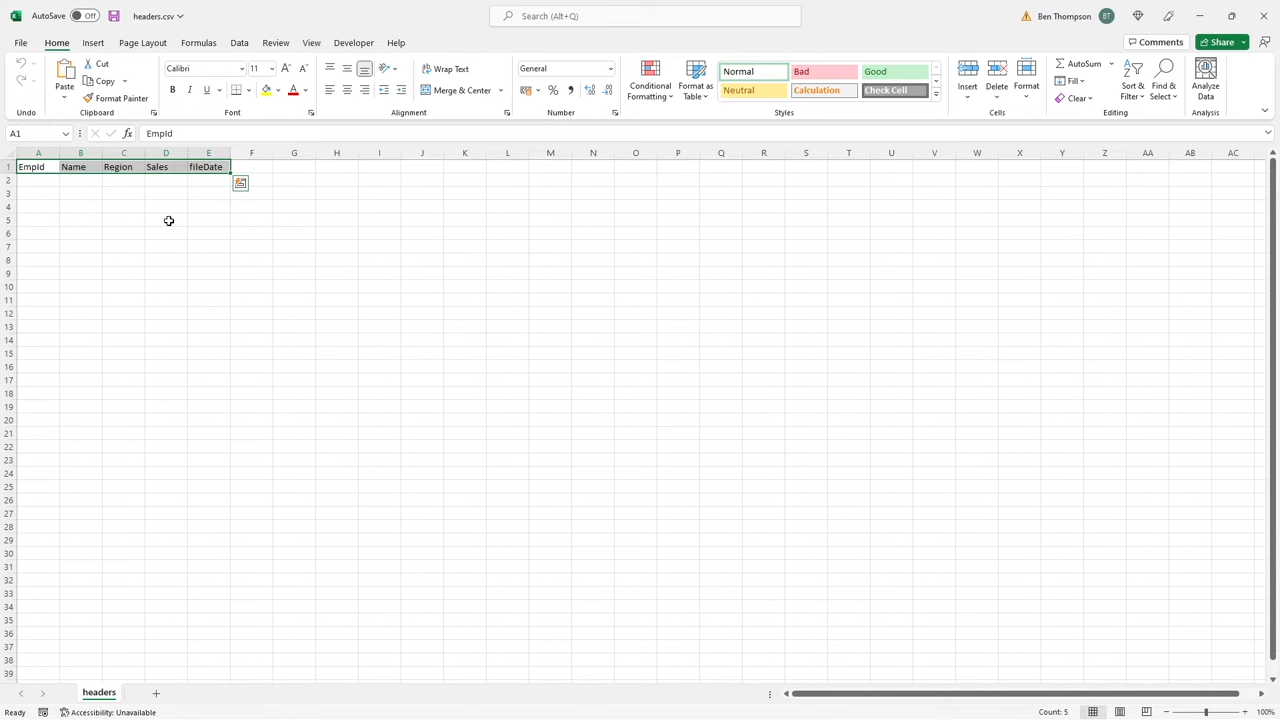 AutoSave Off headers.csv Search (Alt+Q) Ben Thompson BT
File Home Insert Page Layout Formulas Data Review View Developer Help Comments Share
Paste Cut Copy Format Painter
Calibri 11 B I U A
Wrap Text Merge & Center
General % 9
Conditional Formatting Format as Table
Normal Bad Good
Neutral Calculation Check Cell
Insert Delete Format
AutoSum Fill Clear Sort & Filter Find & Select Analyze Data
Undo Clipboard Font Alignment Number Styles Cells Editing Analysis
A1 fx EmpId
A B C D E F G H I J K L M N O P Q R S T U V W X Y Z AA AB AC
1 EmpId Name Region Sales fileDate
2
3
4
5
6
7
8
9
10
11
12
13
14
15
16
17
18
19
20
21
22
23
24
25
26
27
28
29
30
31
32
33
34
35
36
37
38
39
headers
Ready Accessibility: Unavailable Count: 5 100%